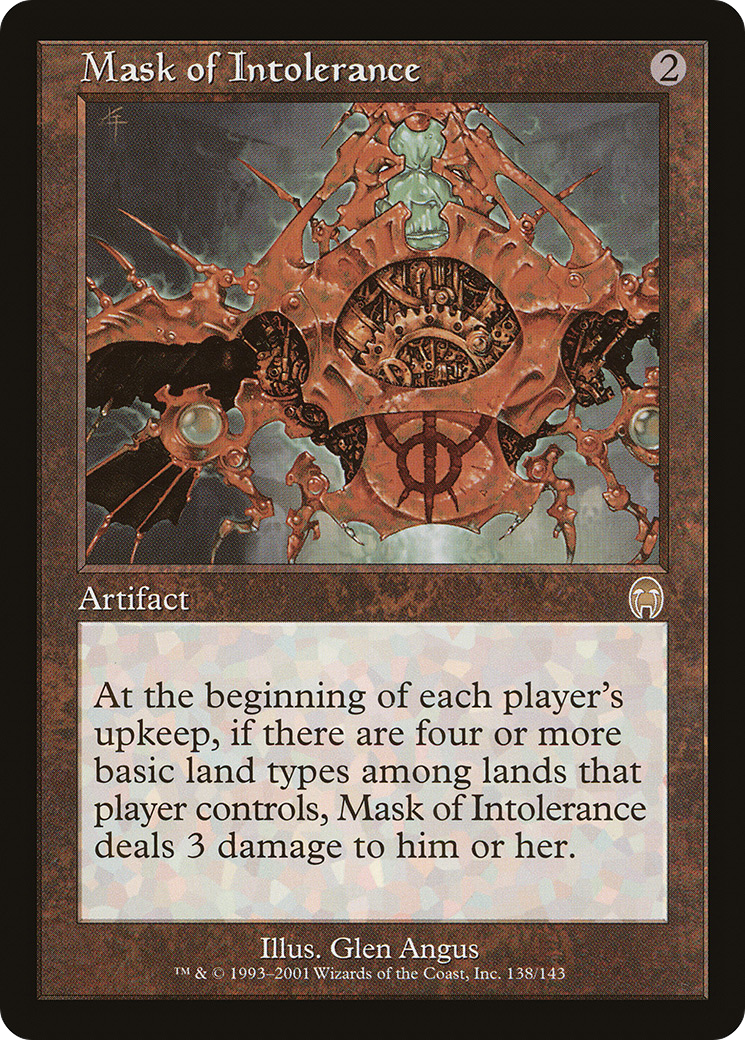 Mask of Intolerance
2
Artifact
At the beginning of each player's
upkeep, if there are four or more
basic land types among lands that
player controls, Mask of Intolerance
deals 3 damage to him or her.
Illus. Glen Angus
™ & © 1993–2001 Wizards of the Coast, Inc. 138/143